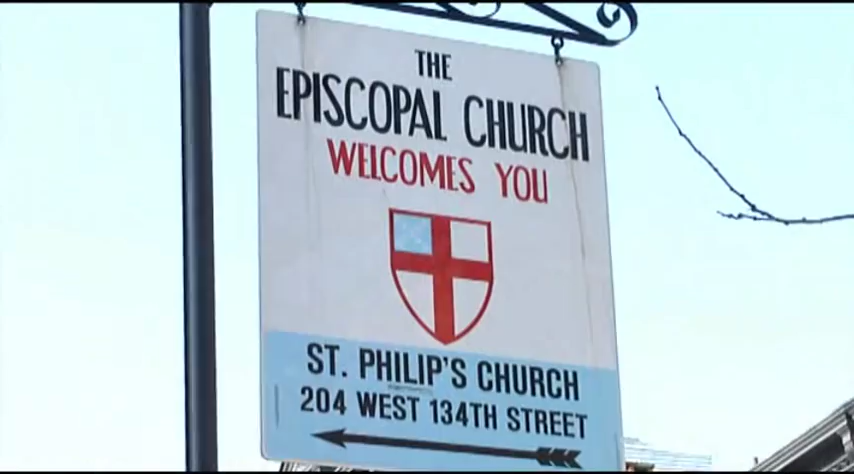 THE
EPISCOPAL CHURCH
WELCOMES YOU
ST. PHILIP'S CHURCH
204 WEST 134TH STREET